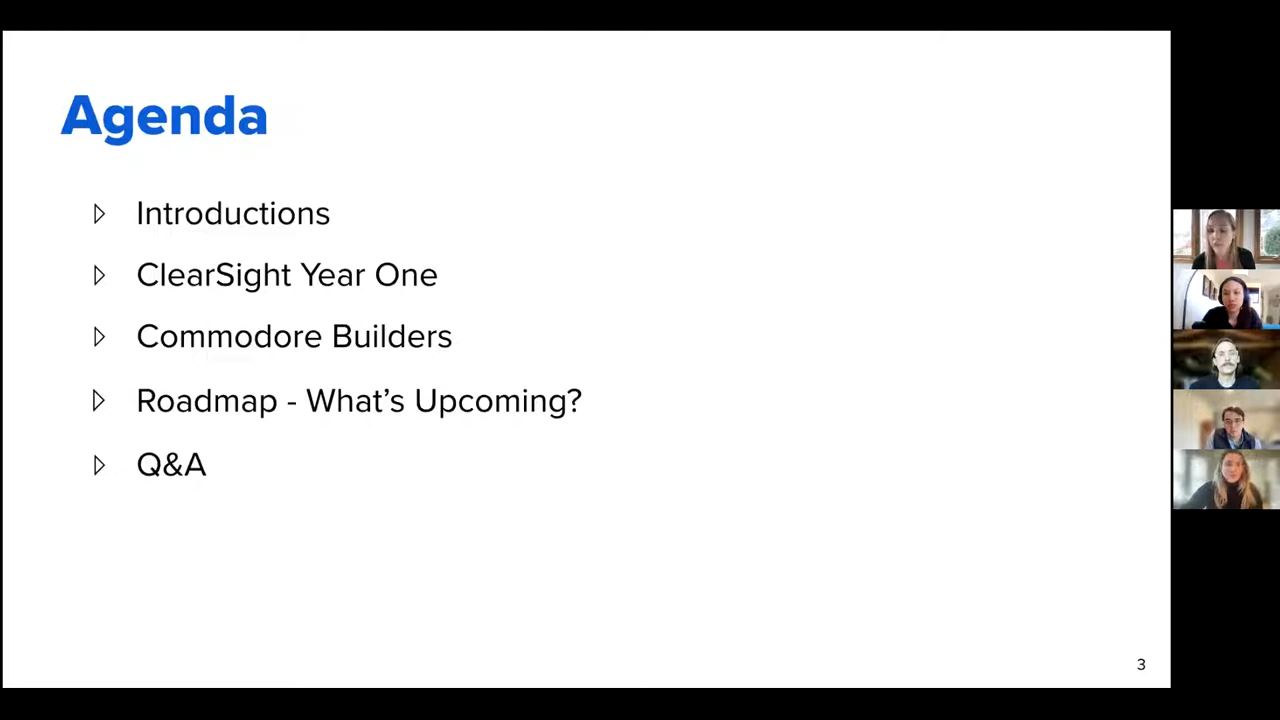 Agenda
Introductions
ClearSight Year One
Commodore Builders
Roadmap - What’s Upcoming?
Q&A
3